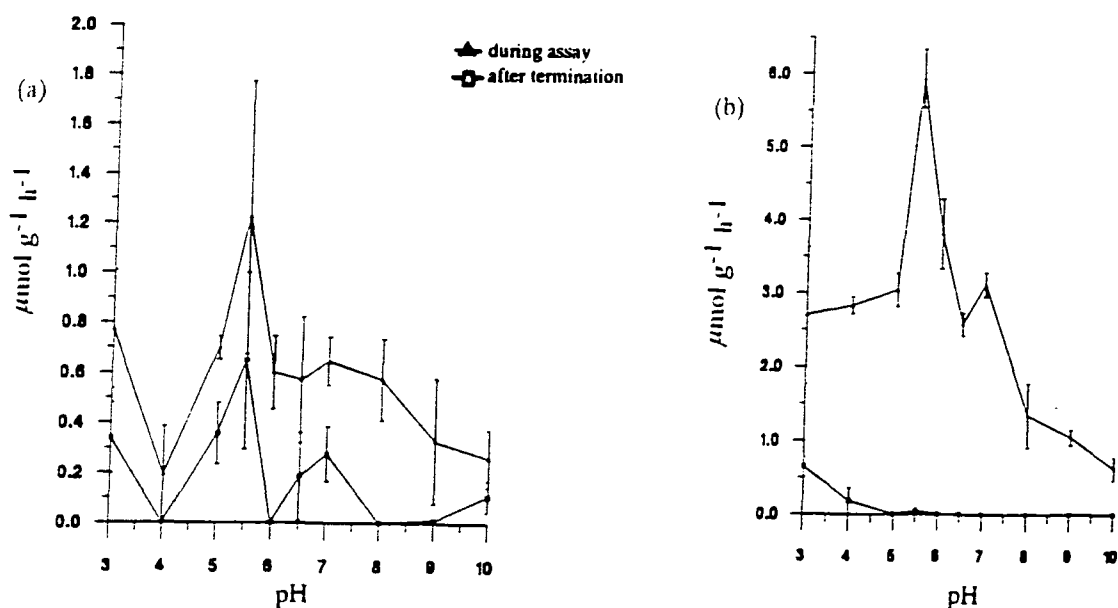 (a)
2.0
1.8
1.6
1.4
1.2
1.0
0.8
0.6
0.4
0.2
0.0
μmol g⁻¹ h⁻¹
3 4 5 6 7 8 9 10
pH
during assay
after termination
(b)
6.0
5.0
4.0
3.0
2.0
1.0
0.0
μmol g⁻¹ h⁻¹
3 4 5 6 7 8 9 10
pH